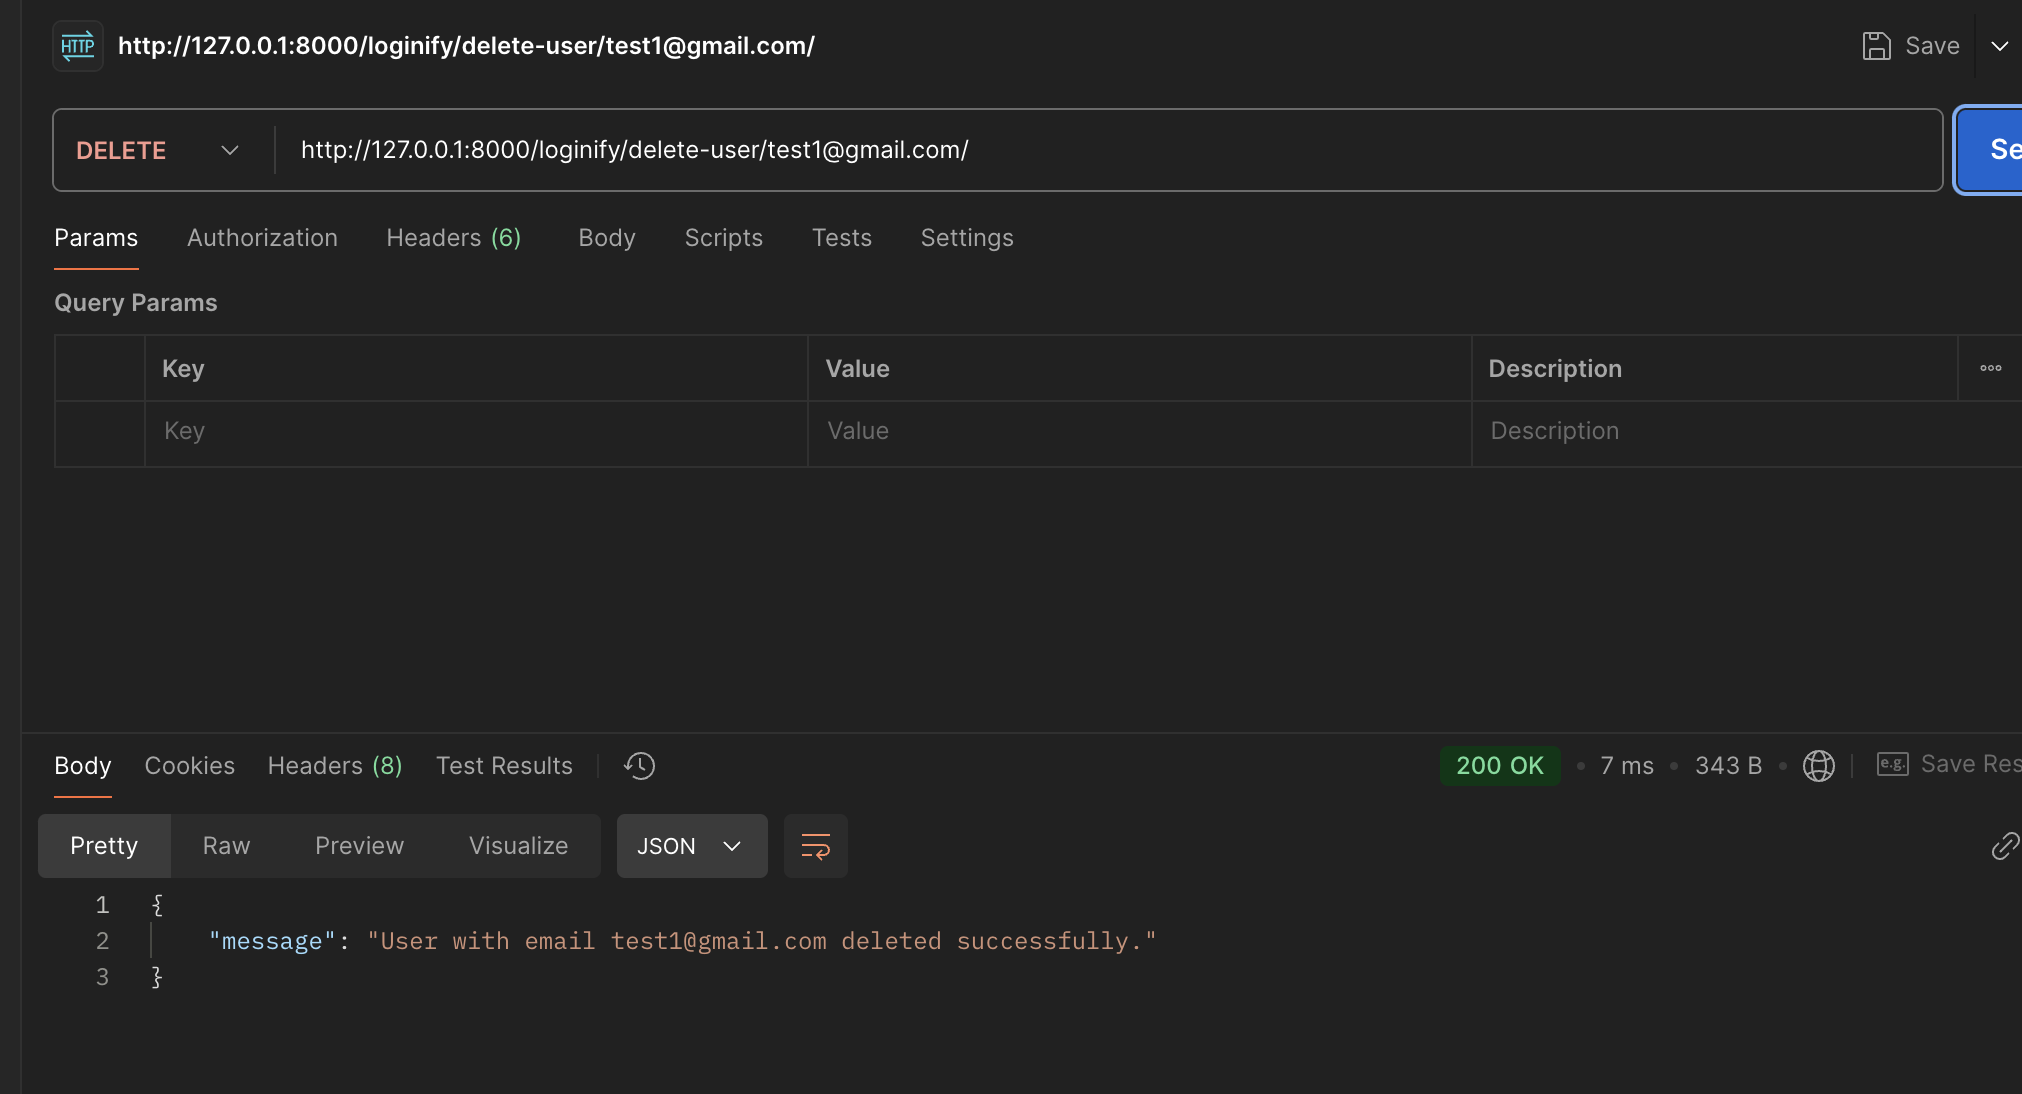 HTTP http://127.0.0.1:8000/loginify/delete-user/test1@gmail.com/ Save
DELETE http://127.0.0.1:8000/loginify/delete-user/test1@gmail.com/ Se
Params Authorization Headers (6) Body Scripts Tests Settings
Query Params
Key Value Description
Key Value Description
Body Cookies Headers (8) Test Results 200 OK 7 ms 343 B e.g. Save Res
Pretty Raw Preview Visualize JSON
1 {
2 "message": "User with email test1@gmail.com deleted successfully."
3 }